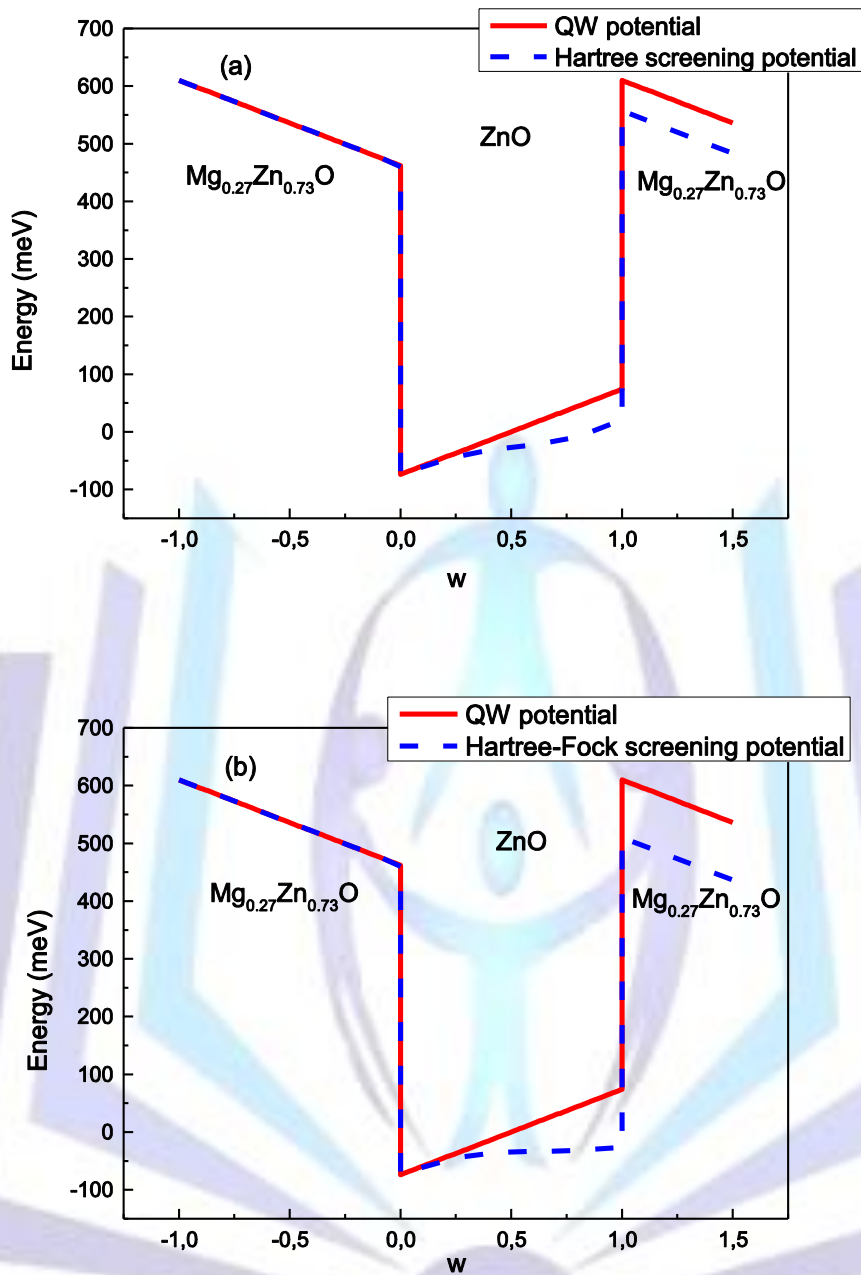 QW potential
Hartree screening potential
(a)
ZnO
Mg0.27Zn0.73O
Mg0.27Zn0.73O
Energy (meV)
700
600
500
400
300
200
100
0
-100
-1,0 -0,5 0,0 0,5 1,0 1,5
w
QW potential
Hartree-Fock screening potential
(b)
ZnO
Mg0.27Zn0.73O
Mg0.27Zn0.73O
Energy (meV)
700
600
500
400
300
200
100
0
-100
-1,0 -0,5 0,0 0,5 1,0 1,5
w